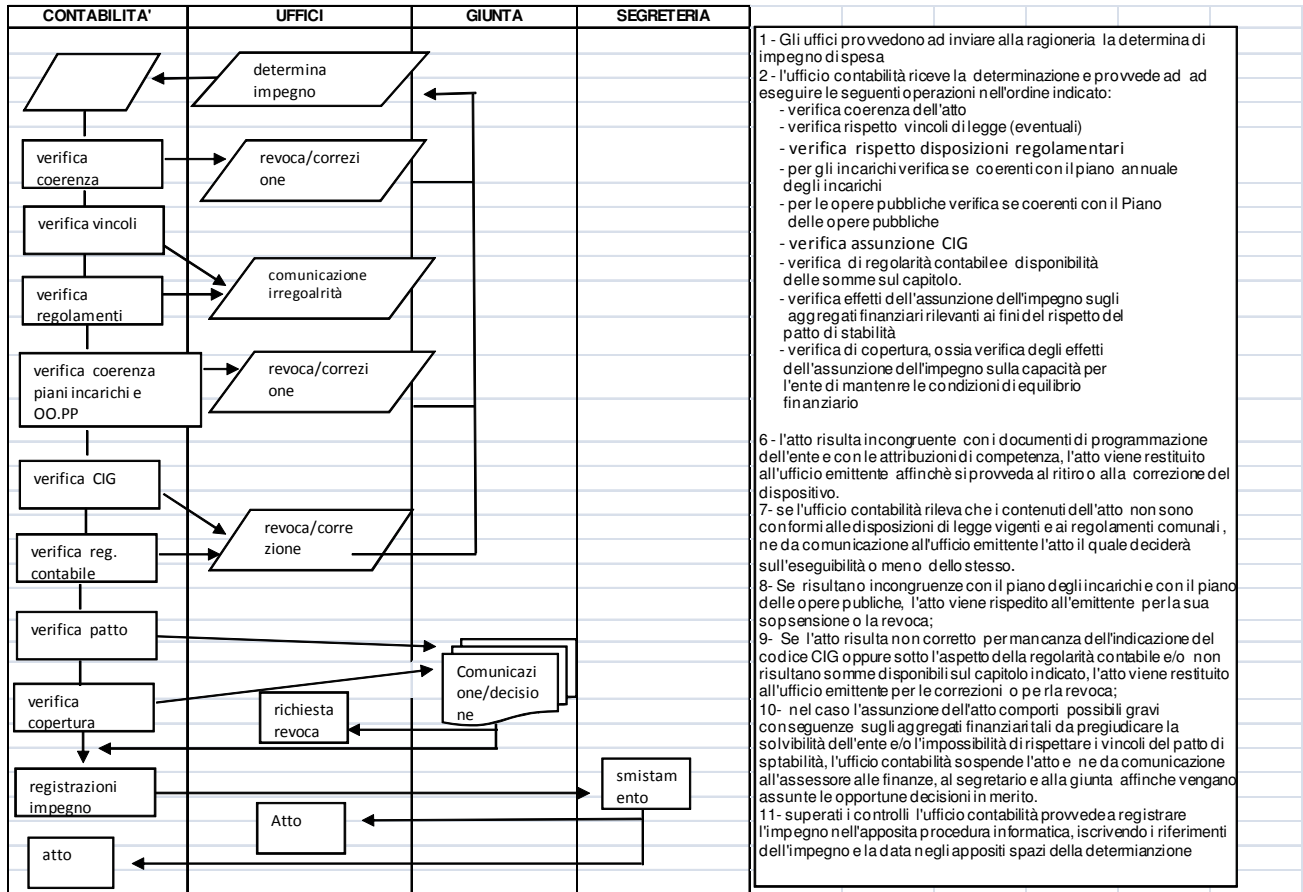 CONTABILITA'
UFFICI
GIUNTA
SEGRETERIA
determina
impegno
verifica
coerenza
revoca/correzi
one
verifica vincoli
comunicazione
irregoalrità
verifica
regolamenti
verifica coerenza
piani incarichi e
OO.PP
revoca/correzi
one
verifica CIG
revoca/corre
zione
verifica reg.
contabile
verifica patto
Comunicazi
one/decisio
ne
verifica
copertura
richiesta
revoca
registrazioni
impegno
smistam
ento
Atto
atto
1 - Gli uffici provvedono ad inviare alla ragioneria la determina di
impegno di spesa
2 - l'ufficio contabilità riceve la determinazione e provvede ad ad
eseguire le seguenti operazioni nell'ordine indicato:
- verifica coerenza dell'atto
- verifica rispetto vincoli di legge (eventuali)
- verifica rispetto disposizioni regolamentari
- per gli incarichi verifica se coerenti con il piano annuale
degli incarichi
- per le opere pubbliche verifica se coerenti con il Piano
delle opere pubbliche
- verifica assunzione CIG
- verifica di regolarità contabile e disponibilità
delle somme sul capitolo.
- verifica effetti dell'assunzione dell'impegno sugli
aggregati finanziari rilevanti ai fini del rispetto del
patto di stabilità
- verifica di copertura, ossia verifica degli effetti
dell'assunzione dell'impegno sulla capacità per
l'ente di mantenre le condizioni di equilibrio
finanziario
6 - l'atto risulta incongruente con i documenti di programmazione
dell'ente e con le attribuzioni di competenza, l'atto viene restituito
all'ufficio emittente affinchè si provveda al ritiro o alla correzione del
dispositivo.
7- se l'ufficio contabilità rileva che i contenuti dell'atto non sono
conformi alle disposizioni di legge vigenti e ai regolamenti comunali ,
ne da comunicazione all'ufficio emittente l'atto il quale deciderà
sull'eseguibilità o meno dello stesso.
8- Se risultano incongruenze con il piano degli incarichi e con il piano
delle opere publiche, l'atto viene rispedito all'emittente per la sua
sopsensione o la revoca;
9- Se l'atto risulta non corretto per mancanza dell'indicazione del
codice CIG oppure sotto l'aspetto della regolarità contabile e/o non
risultano somme disponibili sul capitolo indicato, l'atto viene restituito
all'ufficio emittente per le correzioni o pe rla revoca;
10- nel caso l'assunzione dell'atto comporti possibili gravi
conseguenze sugli aggregati finanziari tali da pregiudicare la
solvibilità dell'ente e/o l'impossibilità di rispettare i vincoli del patto di
sptabilità, l'ufficio contabilità sospende l'atto e ne da comunicazione
all'assessore alle finanze, al segretario e alla giunta affinche vengano
assunte le opportune decisioni in merito.
11- superati i controlli l'ufficio contabilità provvede a registrare
l'impegno nell'apposita procedura informatica, iscrivendo i riferimenti
dell'impegno e la data negli appositi spazi della determianzione